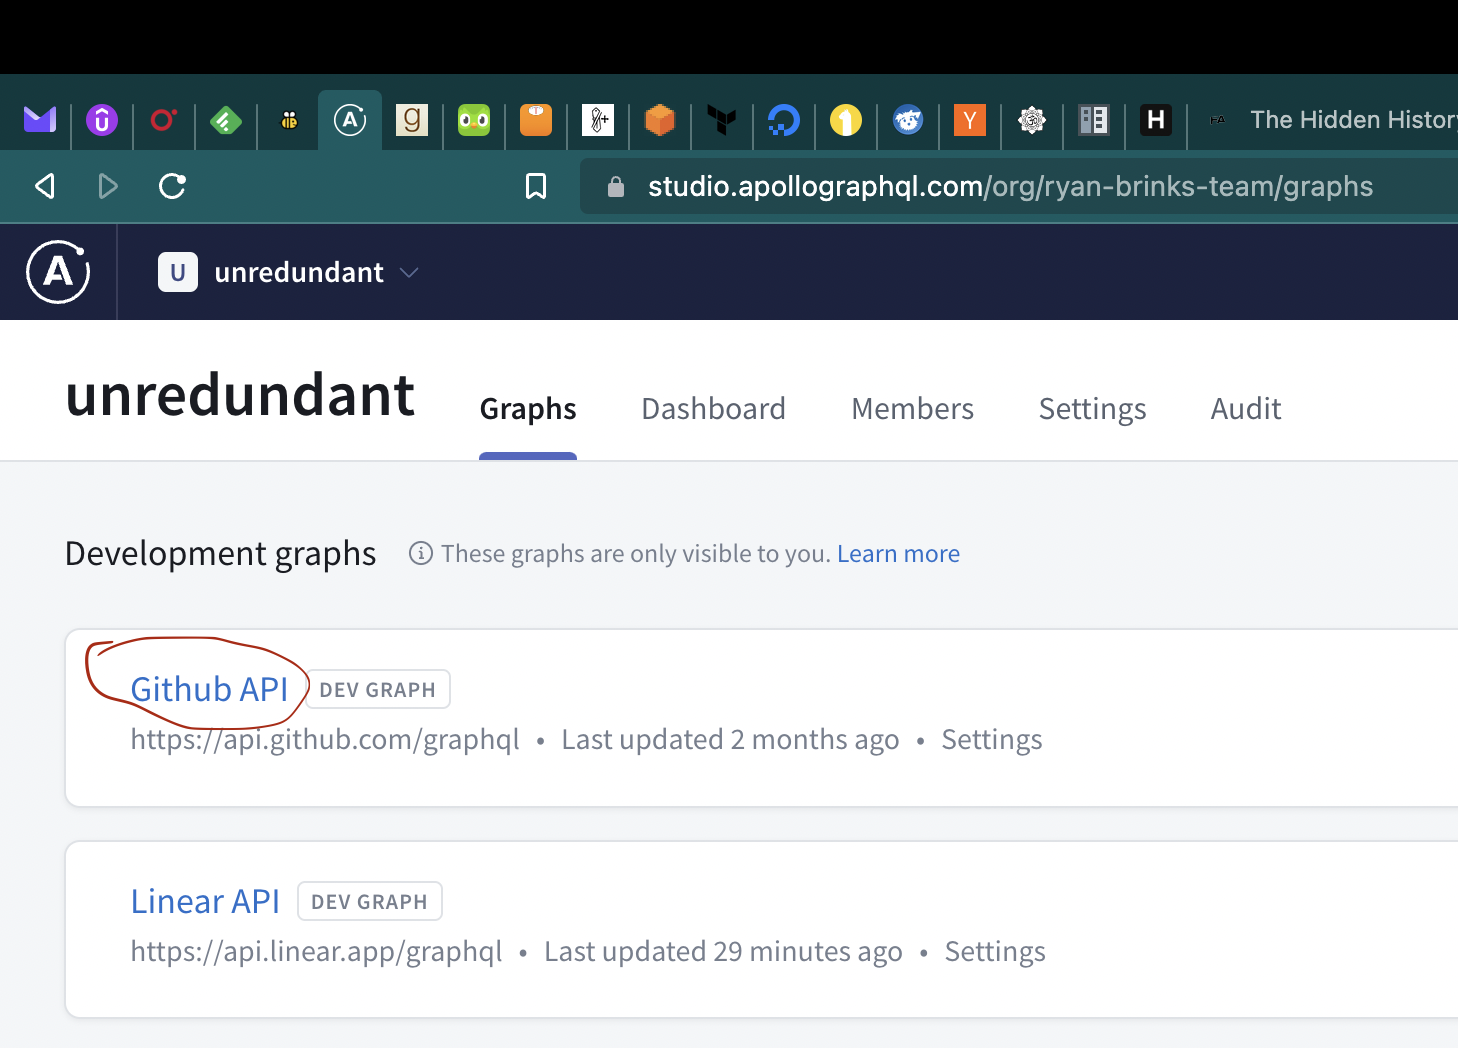 The Hidden History
studio.apollographql.com/org/ryan-brinks-team/graphs
A U unredundant
unredundant Graphs Dashboard Members Settings Audit
Development graphs These graphs are only visible to you. Learn more
Github API DEV GRAPH
https://api.github.com/graphql • Last updated 2 months ago • Settings
Linear API DEV GRAPH
https://api.linear.app/graphql • Last updated 29 minutes ago • Settings